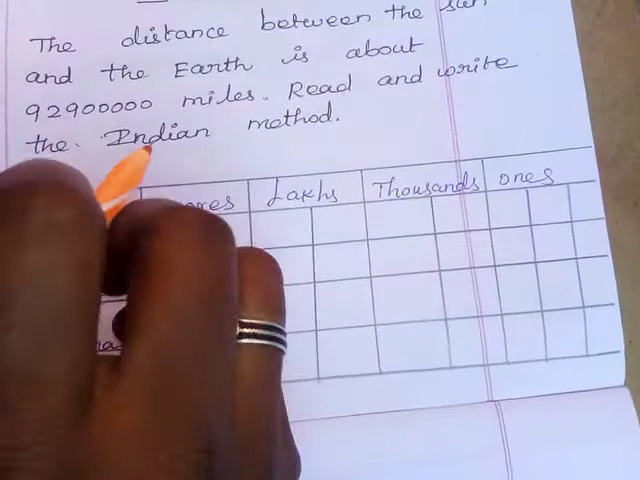 The distance between the sun
and the Earth is about
92900000 miles. Read and write
the Indian method.
Lakhs Thousands ones